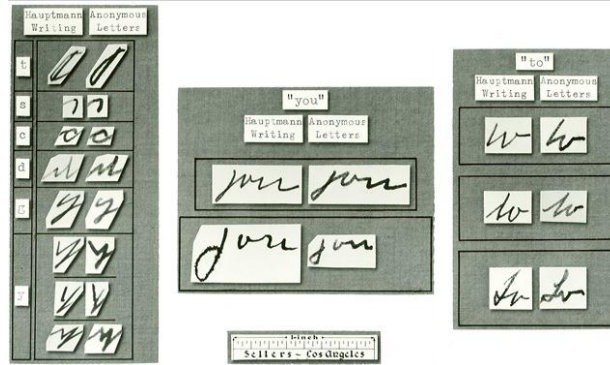 Hauptmann Anonymous
Writing Letters
t
s
c
d
g
y
"you"
Hauptmann Anonymous
Writing Letters
you you
you you
"to"
Hauptmann Anonymous
Writing Letters
to to
to to
to to
1 inch
Sellers - Los Angeles